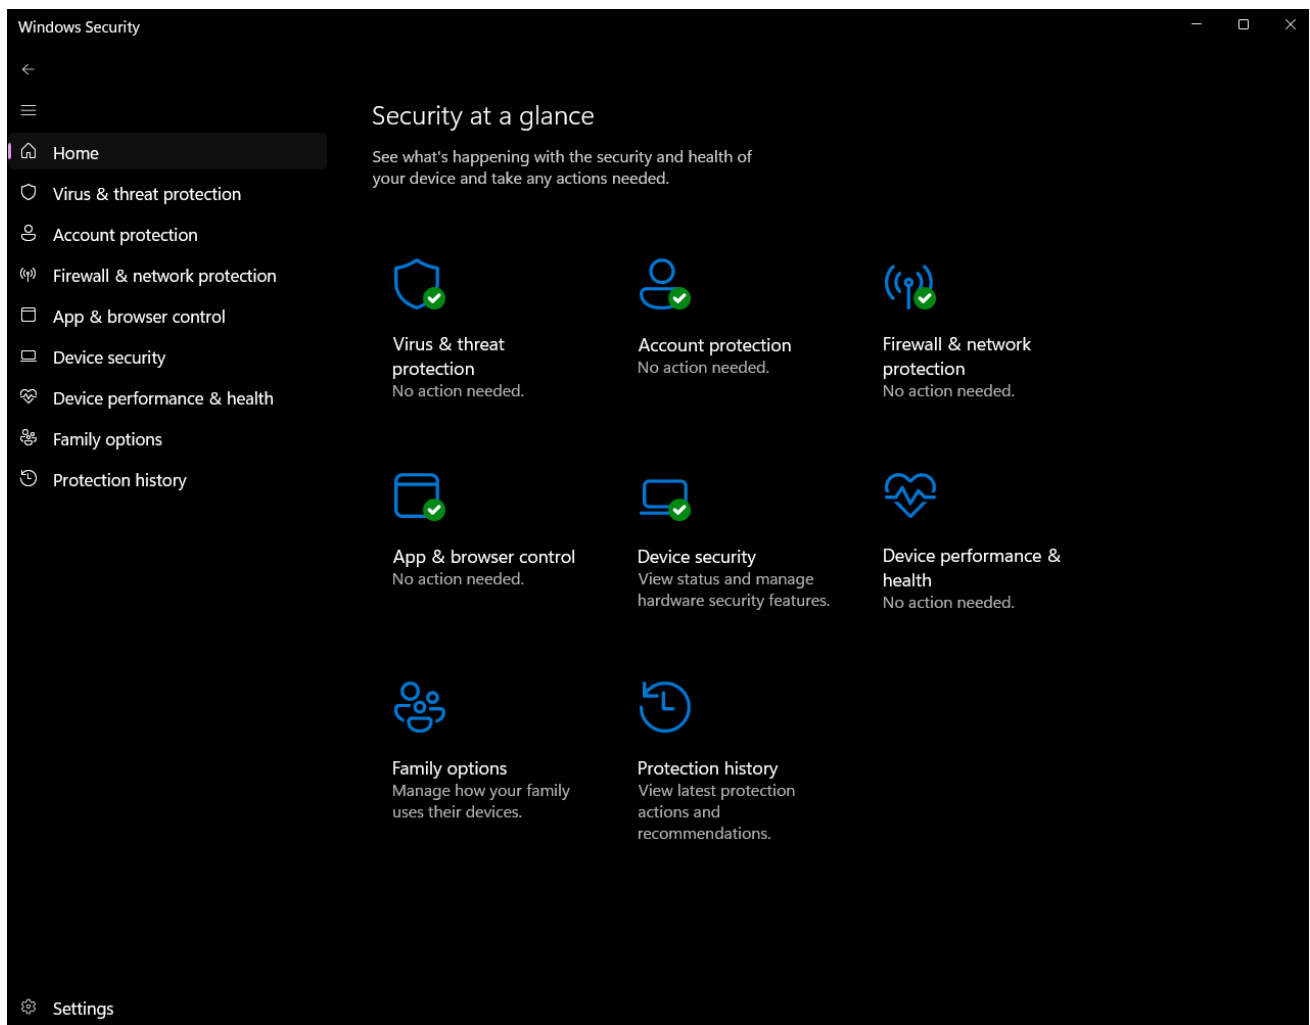 Windows Security
Home
Virus & threat protection
Account protection
Firewall & network protection
App & browser control
Device security
Device performance & health
Family options
Protection history
Settings
Security at a glance
See what's happening with the security and health of
your device and take any actions needed.
Virus & threat
protection
No action needed.
Account protection
No action needed.
Firewall & network
protection
No action needed.
App & browser control
No action needed.
Device security
View status and manage
hardware security features.
Device performance &
health
No action needed.
Family options
Manage how your family
uses their devices.
Protection history
View latest protection
actions and
recommendations.